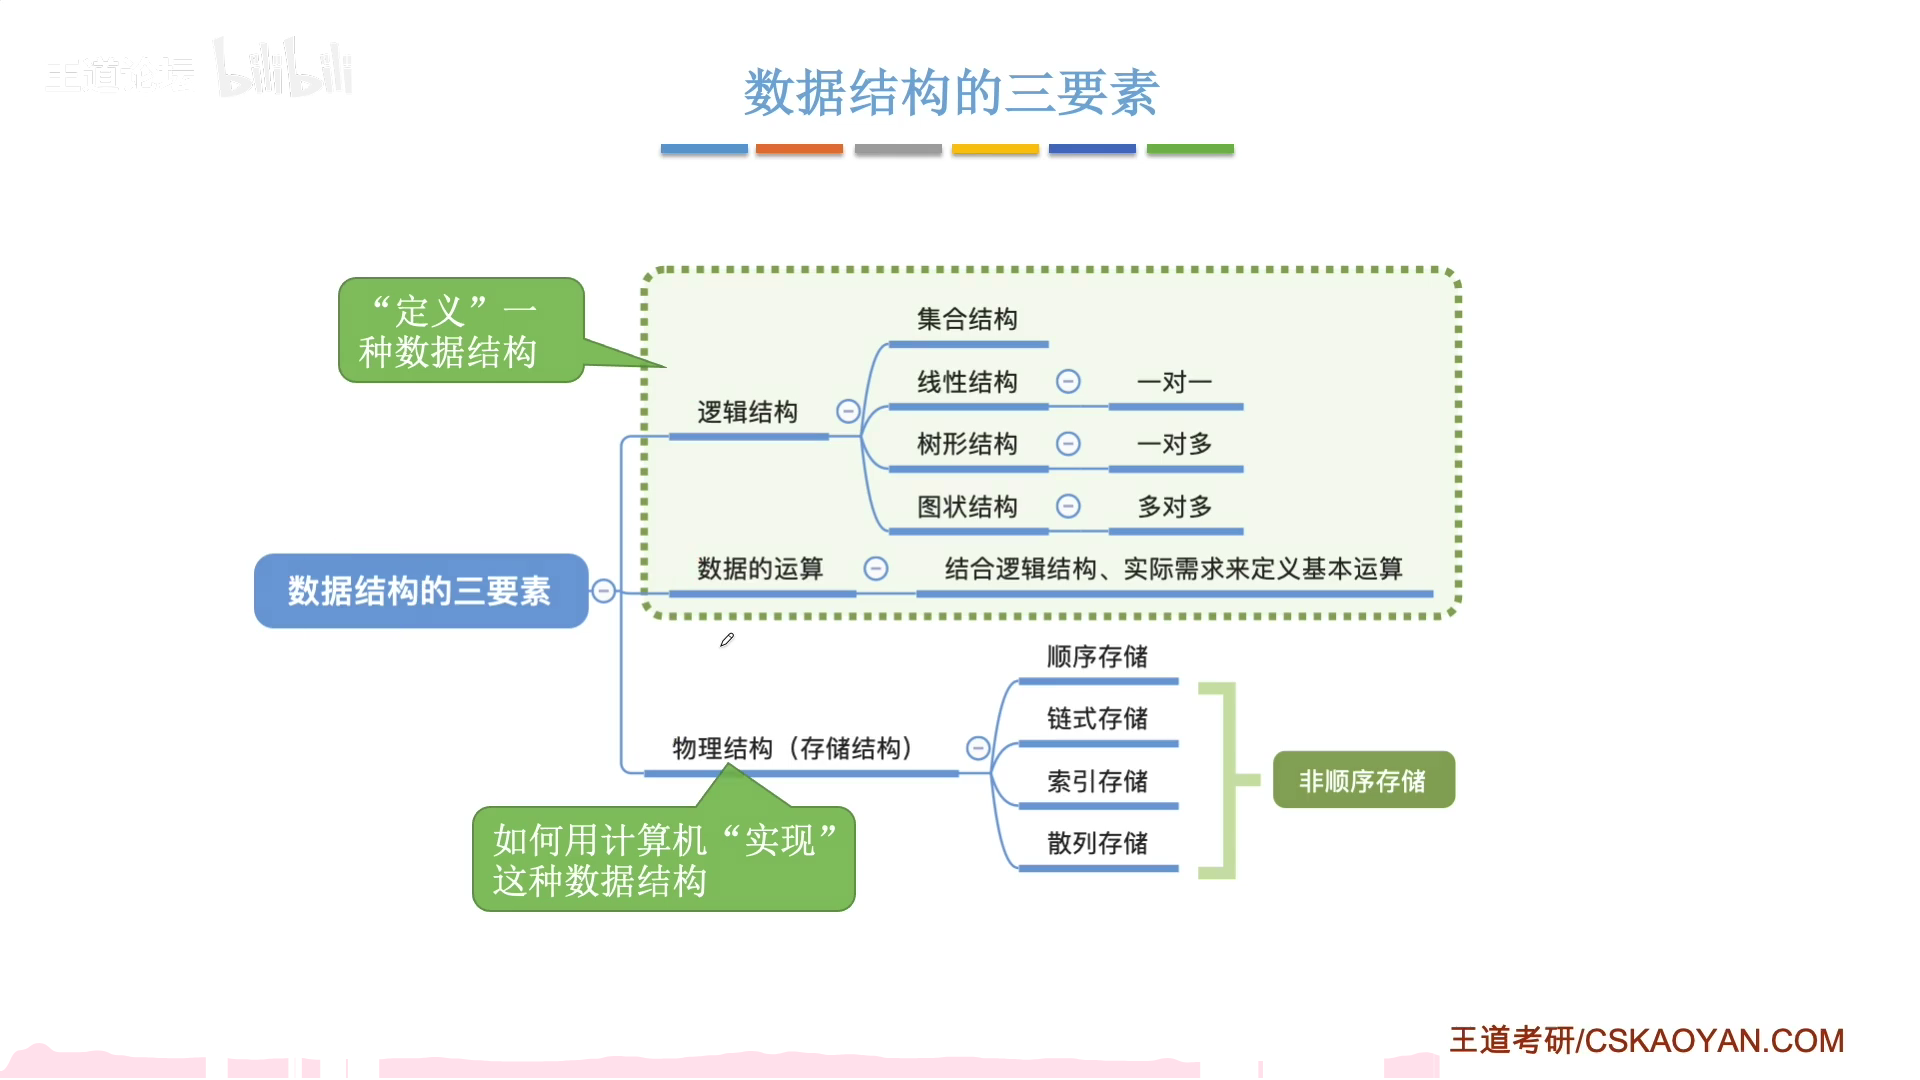 王道论坛 bilibili
数据结构的三要素
“定义”一
种数据结构
集合结构
线性结构 一对一
逻辑结构
树形结构 一对多
图状结构 多对多
数据的运算 结合逻辑结构、实际需求来定义基本运算
数据结构的三要素
顺序存储
链式存储
物理结构（存储结构）
索引存储
非顺序存储
散列存储
如何用计算机“实现”
这种数据结构
王道考研/CSKAOYAN.COM